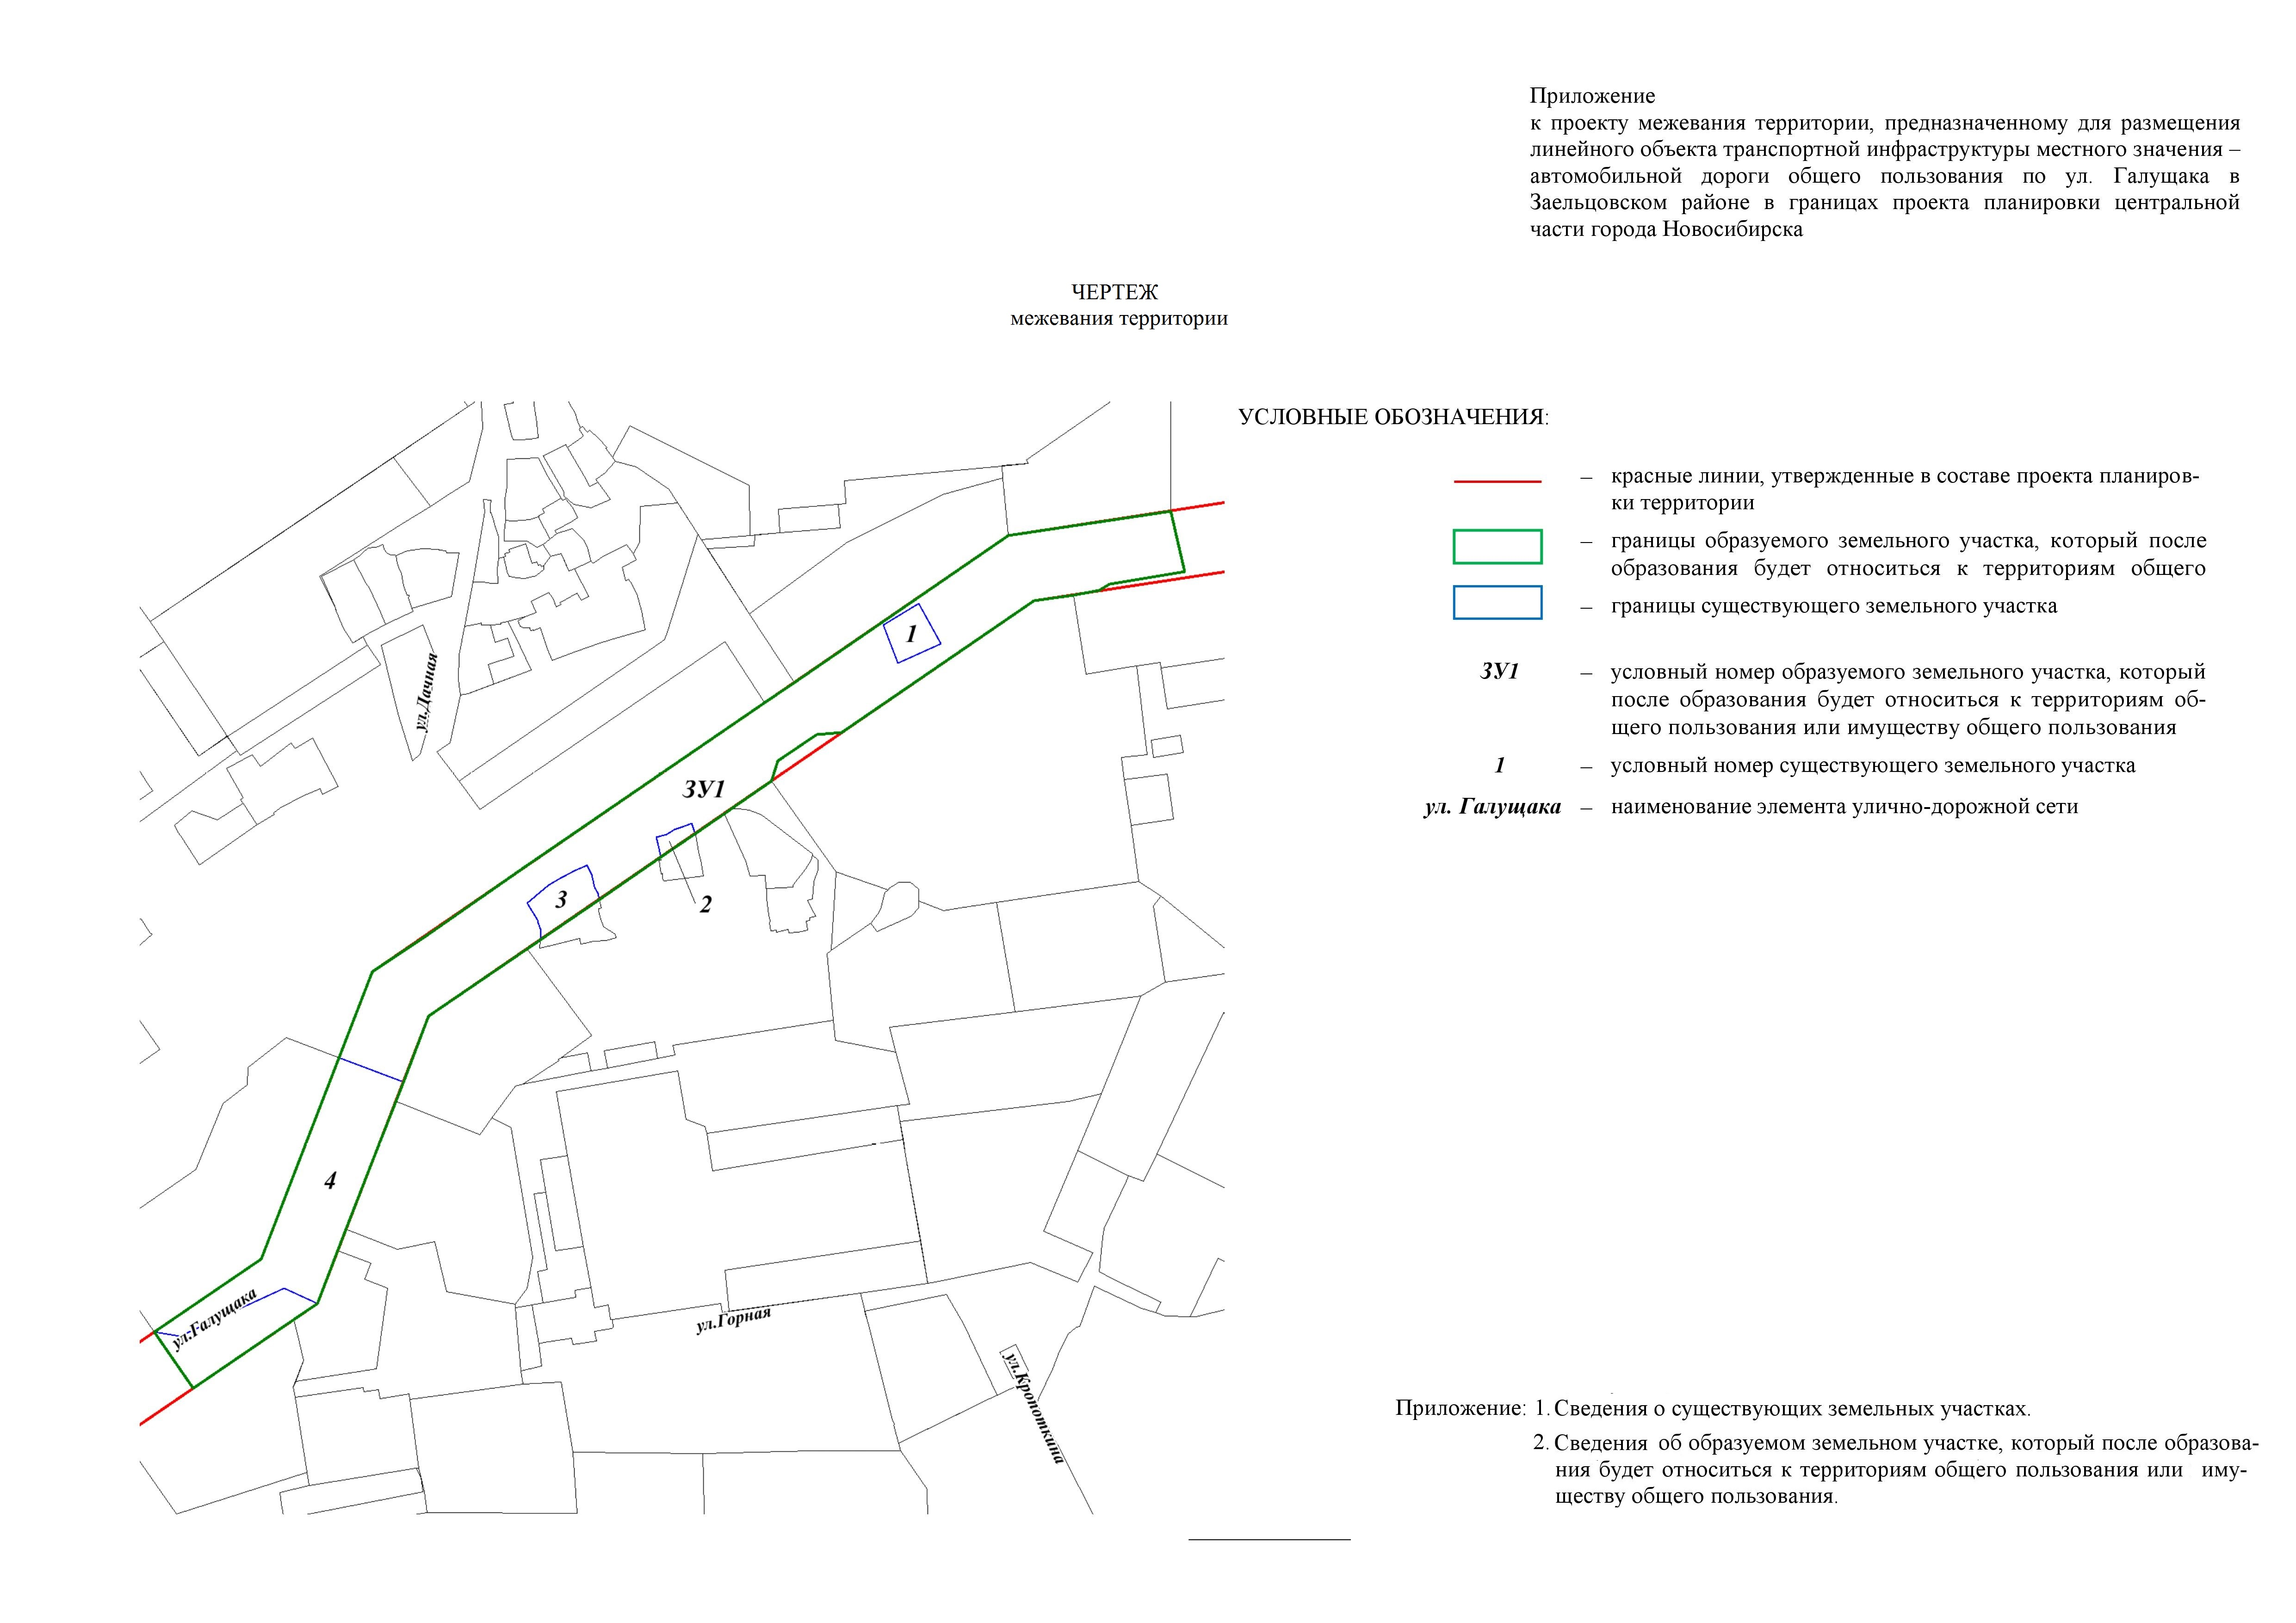 Приложение
к проекту межевания территории, предназначенному для размещения
линейного объекта транспортной инфраструктуры местного значения –
автомобильной дороги общего пользования по ул. Галущака в
Заельцовском районе в границах проекта планировки центральной
части города Новосибирска
ЧЕРТЕЖ
межевания территории
УСЛОВНЫЕ ОБОЗНАЧЕНИЯ:
– красные линии, утвержденные в составе проекта планиров-
ки территории
– границы образуемого земельного участка, который после
образования будет относиться к территориям общего
– границы существующего земельного участка
ЗУ1 – условный номер образуемого земельного участка, который
после образования будет относиться к территориям об-
щего пользования или имуществу общего пользования
1 – условный номер существующего земельного участка
ул. Галущака – наименование элемента улично-дорожной сети
1
ул.Дачная
ЗУ1
2
3
4
ул.Галущака
ул.Горная
ул.Кропоткина
Приложение: 1. Сведения о существующих земельных участках.
2. Сведения об образуемом земельном участке, который после образова-
ния будет относиться к территориям общего пользования или иму-
ществу общего пользования.